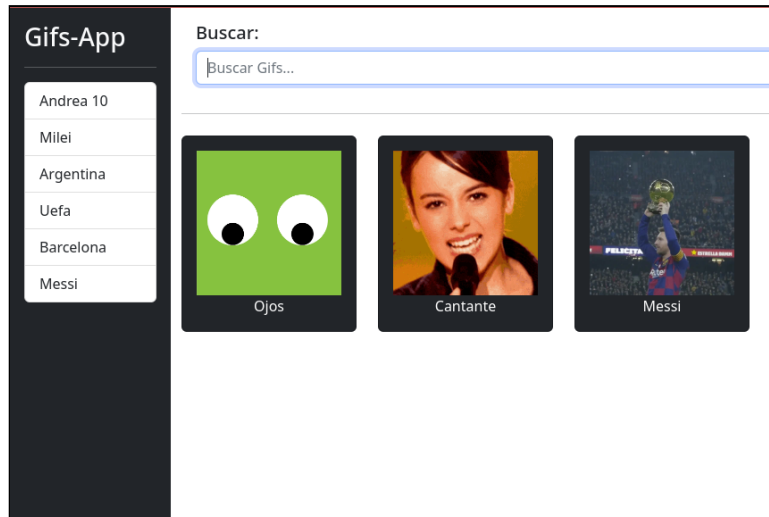 Gifs-App
Andrea 10
Milei
Argentina
Uefa
Barcelona
Messi
Buscar:
Buscar Gifs...
Ojos
Cantante
Messi